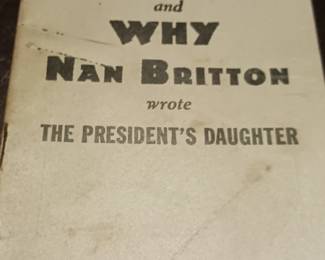 and
WHY
NAN BRITTON
wrote
THE PRESIDENT'S DAUGHTER